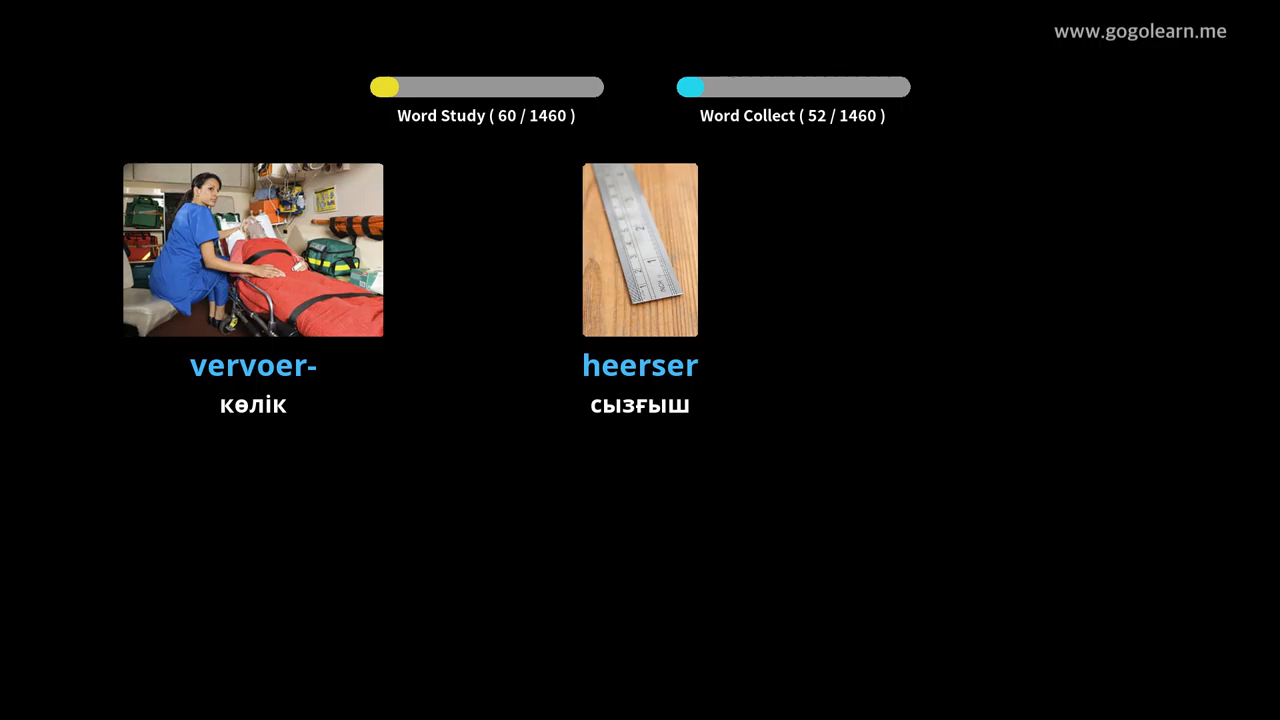 www.gogolearn.me
Word Study ( 60 / 1460 )
Word Collect ( 52 / 1460 )
vervoer-
көлік
heerser
сызғыш